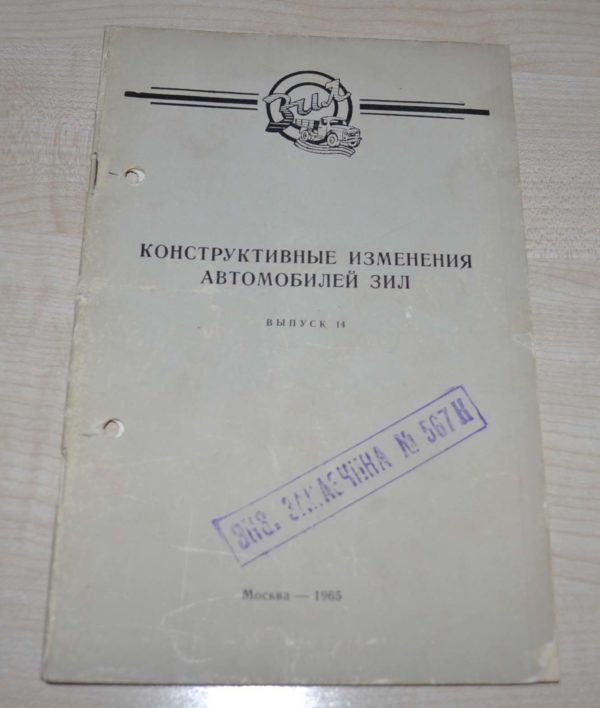 ЗИЛ
КОНСТРУКТИВНЫЕ ИЗМЕНЕНИЯ
АВТОМОБИЛЕЙ ЗИЛ
ВЫПУСК 14
№ 567 Н
Москва — 1965